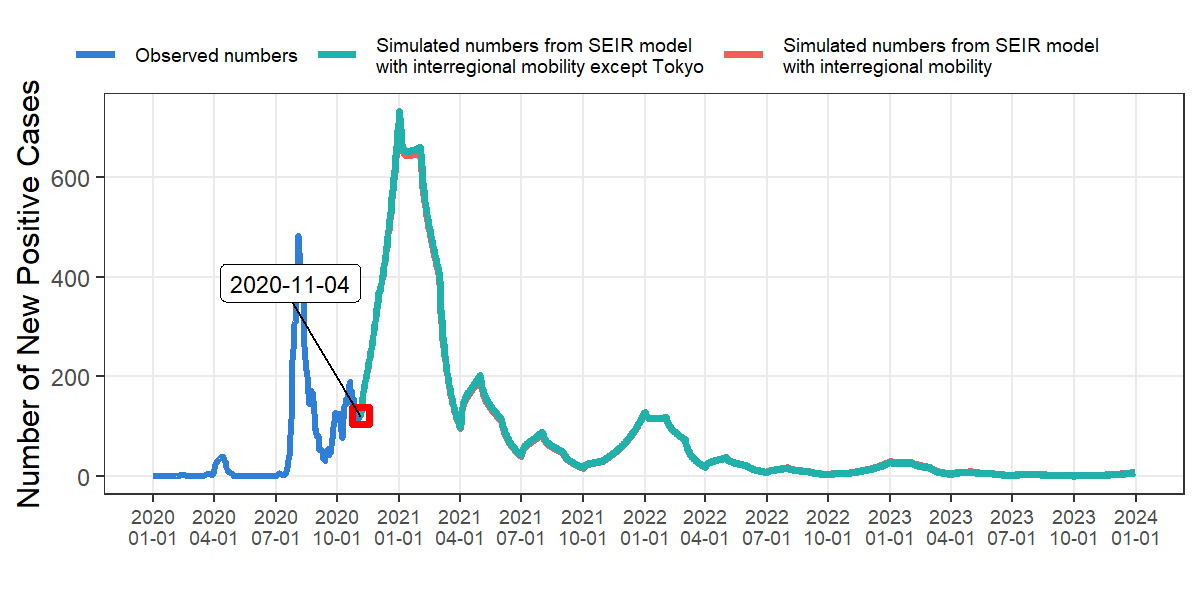 Observed numbers
Simulated numbers from SEIR model
with interregional mobility except Tokyo
Simulated numbers from SEIR model
with interregional mobility
Number of New Positive Cases
600
400
200
0
2020-11-04
2020 2020 2020 2020 2021 2021 2021 2021 2022 2022 2022 2022 2023 2023 2023 2023 2024
01-01 04-01 07-01 10-01 01-01 04-01 07-01 10-01 01-01 04-01 07-01 10-01 01-01 04-01 07-01 10-01 01-01